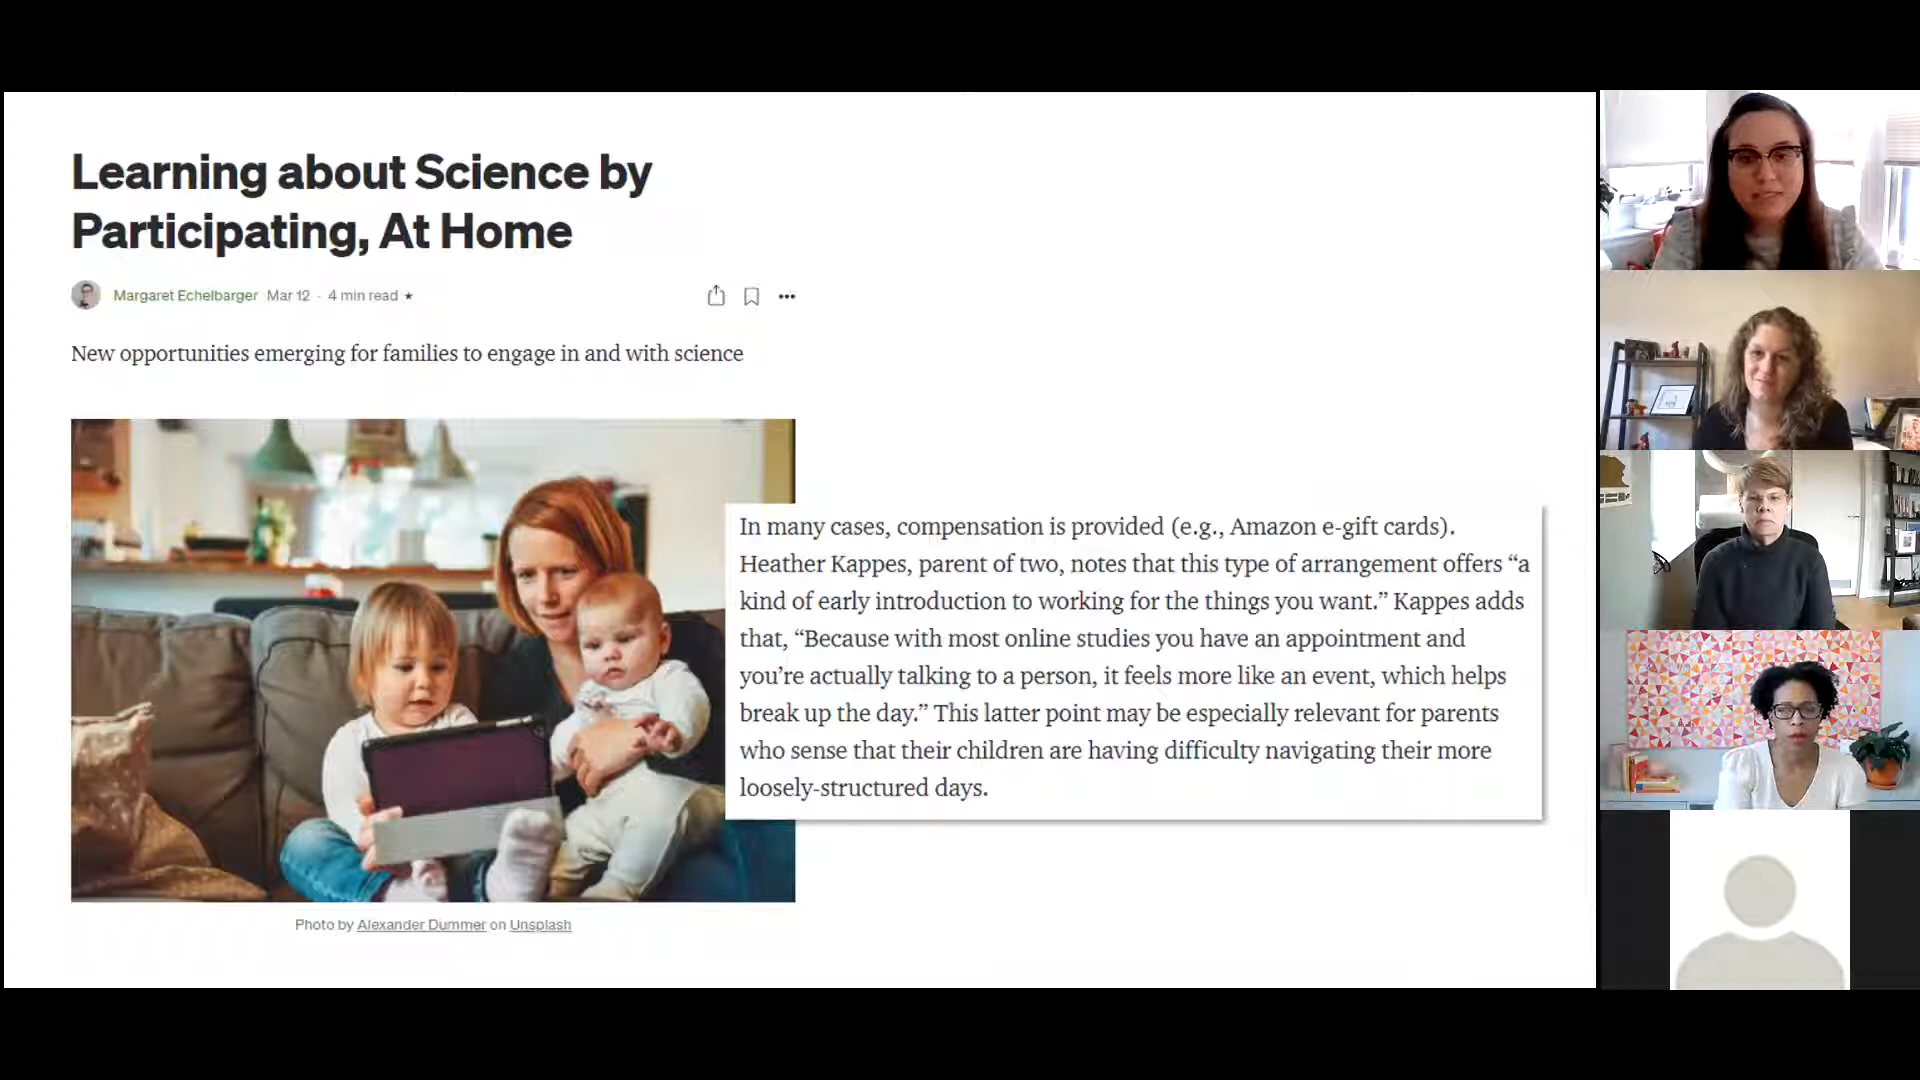 Learning about Science by
Participating, At Home
Margaret Echelbarger Mar 12 · 4 min read ★
New opportunities emerging for families to engage in and with science
In many cases, compensation is provided (e.g., Amazon e-gift cards).
Heather Kappes, parent of two, notes that this type of arrangement offers “a
kind of early introduction to working for the things you want.” Kappes adds
that, “Because with most online studies you have an appointment and
you’re actually talking to a person, it feels more like an event, which helps
break up the day.” This latter point may be especially relevant for parents
who sense that their children are having difficulty navigating their more
loosely-structured days.
Photo by Alexander Dummer on Unsplash